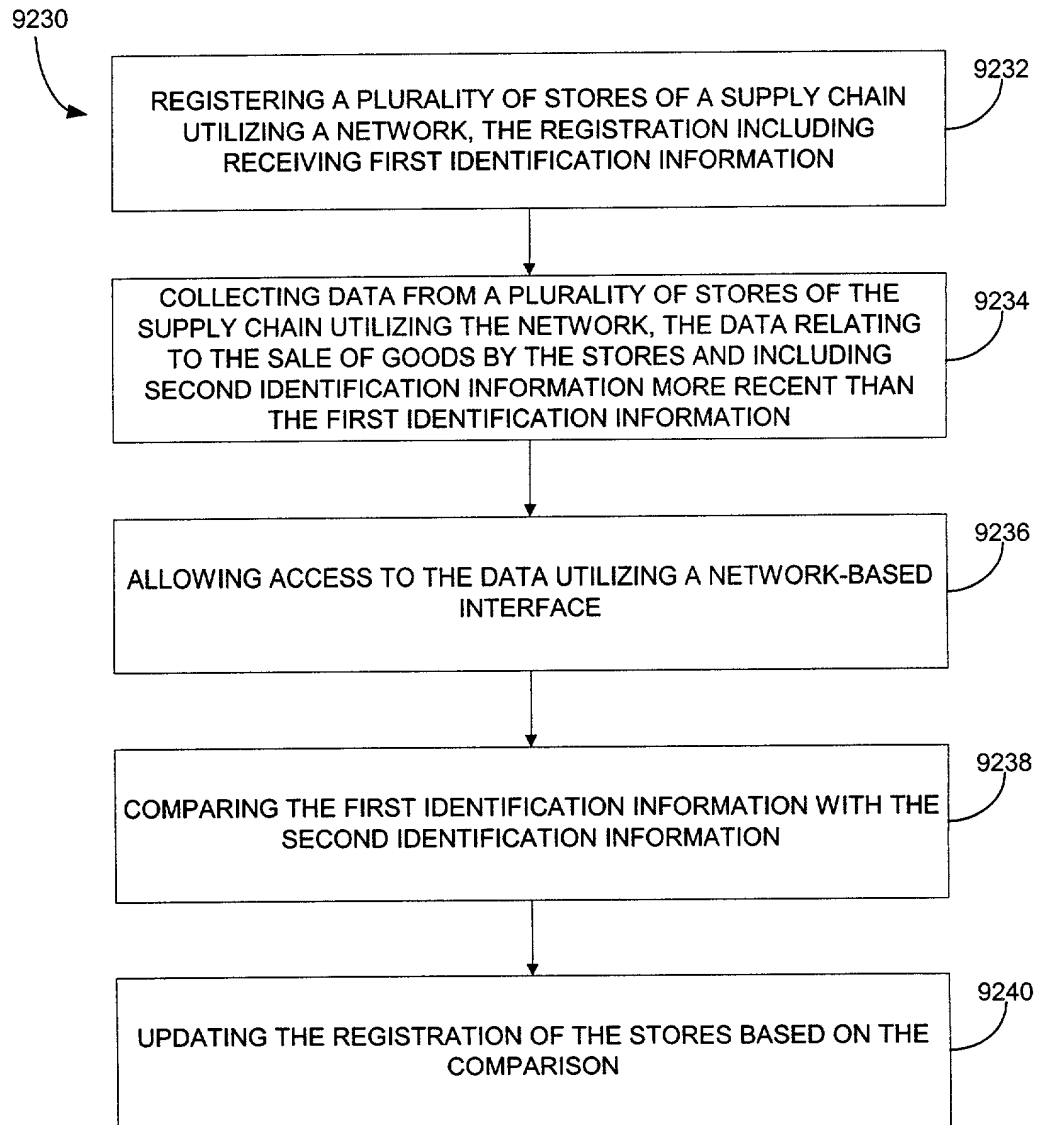 9230
9232
REGISTERING A PLURALITY OF STORES OF A SUPPLY CHAIN
UTILIZING A NETWORK, THE REGISTRATION INCLUDING
RECEIVING FIRST IDENTIFICATION INFORMATION
9234
COLLECTING DATA FROM A PLURALITY OF STORES OF THE
SUPPLY CHAIN UTILIZING THE NETWORK, THE DATA RELATING
TO THE SALE OF GOODS BY THE STORES AND INCLUDING
SECOND IDENTIFICATION INFORMATION MORE RECENT THAN
THE FIRST IDENTIFICATION INFORMATION
9236
ALLOWING ACCESS TO THE DATA UTILIZING A NETWORK-BASED
INTERFACE
9238
COMPARING THE FIRST IDENTIFICATION INFORMATION WITH THE
SECOND IDENTIFICATION INFORMATION
9240
UPDATING THE REGISTRATION OF THE STORES BASED ON THE
COMPARISON